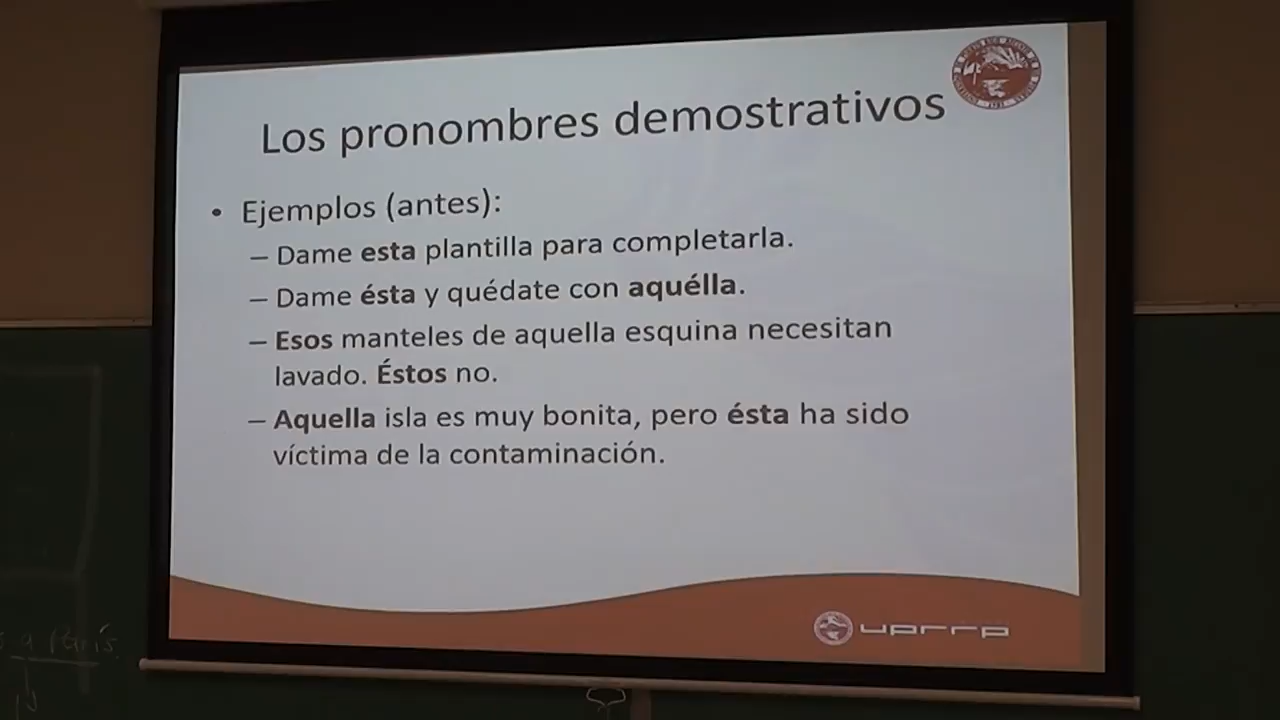 Los pronombres demostrativos
• Ejemplos (antes):
– Dame esta plantilla para completarla.
– Dame ésta y quédate con aquélla.
– Esos manteles de aquella esquina necesitan
lavado. Éstos no.
– Aquella isla es muy bonita, pero ésta ha sido
víctima de la contaminación.
uprrp